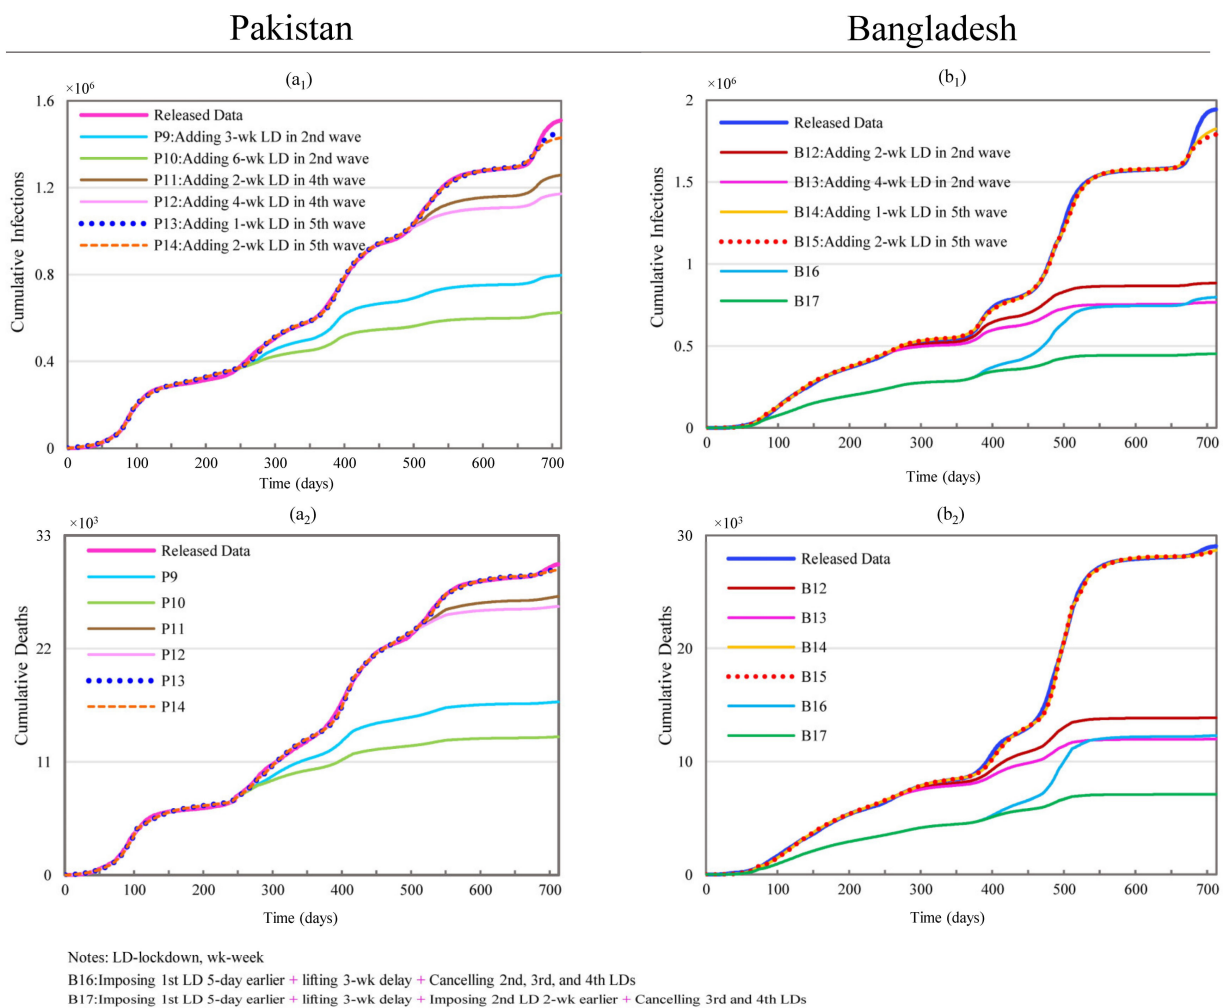 Pakistan
Bangladesh
(a1)
×10^6
1.6
1.2
0.8
0.4
0
Cumulative Infections
Released Data
P9:Adding 3-wk LD in 2nd wave
P10:Adding 6-wk LD in 2nd wave
P11:Adding 2-wk LD in 4th wave
P12:Adding 4-wk LD in 4th wave
P13:Adding 1-wk LD in 5th wave
P14:Adding 2-wk LD in 5th wave
0 100 200 300 400 500 600 700
Time (days)
(b1)
×10^6
2
1.5
1
0.5
0
Cumulative Infections
Released Data
B12:Adding 2-wk LD in 2nd wave
B13:Adding 4-wk LD in 2nd wave
B14:Adding 1-wk LD in 5th wave
B15:Adding 2-wk LD in 5th wave
B16
B17
0 100 200 300 400 500 600 700
Time (days)
(a2)
×10^3
33
22
11
0
Cumulative Deaths
Released Data
P9
P10
P11
P12
P13
P14
0 100 200 300 400 500 600 700
Time (days)
(b2)
×10^3
30
20
10
0
Cumulative Deaths
Released Data
B12
B13
B14
B15
B16
B17
0 100 200 300 400 500 600 700
Time (days)
Notes: LD-lockdown, wk-week
B16:Imposing 1st LD 5-day earlier + lifting 3-wk delay + Cancelling 2nd, 3rd, and 4th LDs
B17:Imposing 1st LD 5-day earlier + lifting 3-wk delay + Imposing 2nd LD 2-wk earlier + Cancelling 3rd and 4th LDs